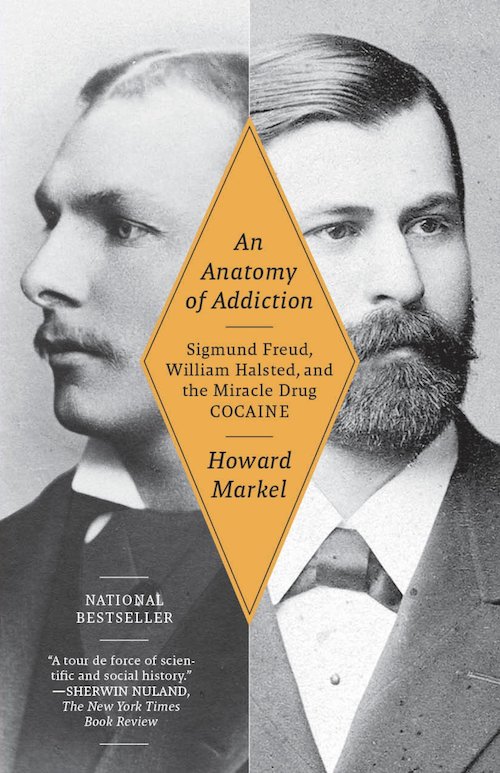 An
Anatomy
of Addiction
Sigmund Freud,
William Halsted, and
the Miracle Drug
COCAINE
Howard
Markel
NATIONAL
BESTSELLER
“A tour de force of scien-
tific and social history.”
—SHERWIN NULAND,
The New York Times
Book Review